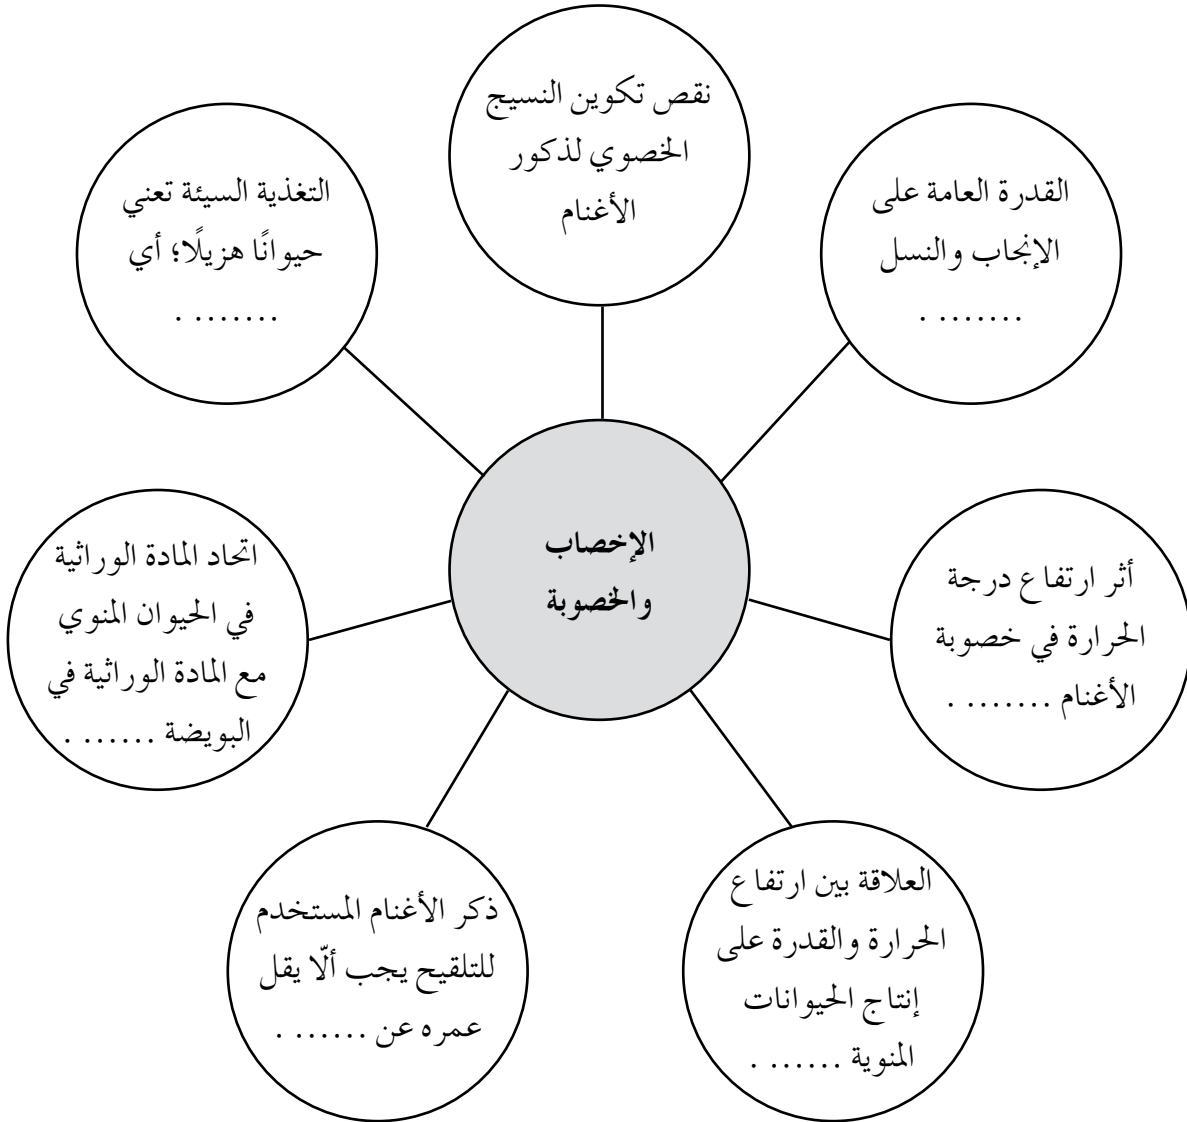 نقص تكوين النسيج
الخصوي لذكور
الأغنام
القدرة العامة على
الإنجاب والنسل
........ .
التغذية السيئة تعني
حيوانًا هزيلًا؛ أي
....... .
الإخصاب
والخصوبة
أثر ارتفاع درجة
الحرارة في خصوبة
الأغنام ....... .
اتحاد المادة الوراثية
في الحيوان المنوي
مع المادة الوراثية في
البويضة ...... .
العلاقة بين ارتفاع
الحرارة والقدرة على
إنتاج الحيوانات
المنوية ...... .
ذكر الأغنام المستخدم
للتلقيح يجب ألّا يقل
عمره عن ...... .